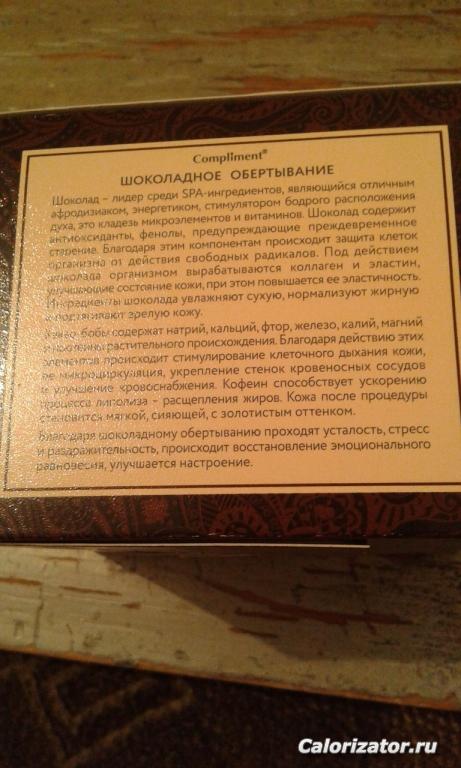 Compliment®
ШОКОЛАДНОЕ ОБЕРТЫВАНИЕ
Шоколад – лидер среди SPA-ингредиентов, являющийся отличным
афродизиаком, энергетиком, стимулятором бодрого расположения
духа, это кладезь микроэлементов и витаминов. Шоколад содержит
антиоксиданты, фенолы, предупреждающие преждевременное
старение. Благодаря этим компонентам происходит защита клеток
организма от действия свободных радикалов. Под действием
шоколада организмом вырабатываются коллаген и эластин,
улучшающие состояние кожи, при этом повышается ее эластичность.
Ингредиенты шоколада увлажняют сухую, нормализуют жирную
и подтягивают зрелую кожу.
Какао-бобы содержат натрий, кальций, фтор, железо, калий, магний
растительного происхождения. Благодаря действию этих
элементов происходит стимулирование клеточного дыхания кожи,
ее микроциркуляция, укрепление стенок кровеносных сосудов
и улучшение кровоснабжения. Кофеин способствует ускорению
процесса липолиза – расщепления жиров. Кожа после процедуры
становится мягкой, сияющей, с золотистым оттенком.
Благодаря шоколадному обертыванию проходят усталость, стресс
и раздражительность, происходит восстановление эмоционального
равновесия, улучшается настроение.
Calorizator.ru